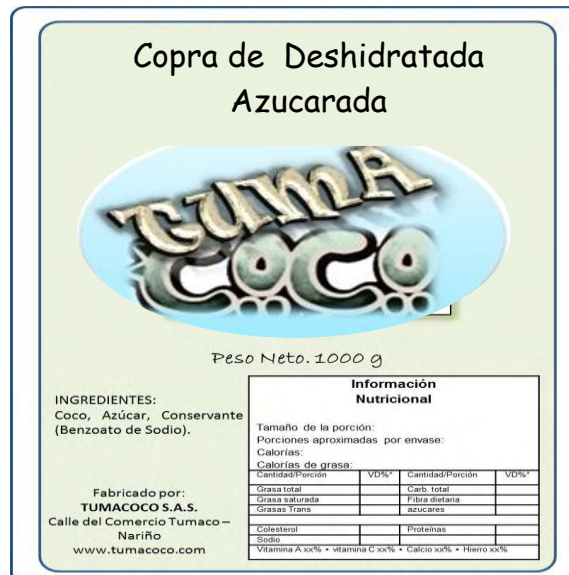 Copra de Deshidratada
Azucarada
TUMA
COCO
Peso Neto. 1000 g
INGREDIENTES:
Coco, Azúcar, Conservante
(Benzoato de Sodio).
Fabricado por:
TUMACOCO S.A.S.
Calle del Comercio Tumaco –
Nariño
www.tumacoco.com
Información
Nutricional
Tamaño de la porción:
Porciones aproximadas por envase:
Calorías:
Calorías de grasa:
Cantidad/Porción VD%* Cantidad/Porción VD%*
Grasa total Carb. total
Grasa saturada Fibra dietaria
Grasas Trans azucares
Colesterol Proteínas
Sodio
Vitamina A xx% • vitamina C xx% • Calcio xx% • Hierro xx%